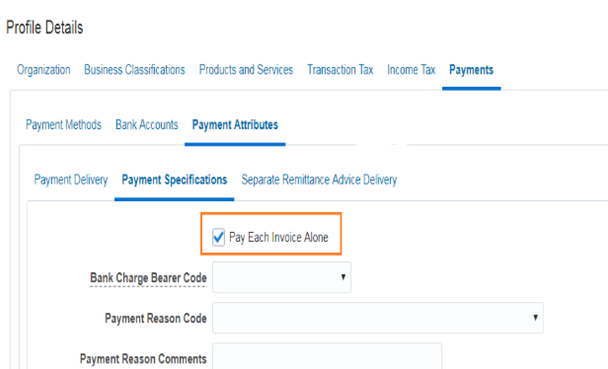 Profile Details
Organization Business Classifications Products and Services Transaction Tax Income Tax Payments
Payment Methods Bank Accounts Payment Attributes
Payment Delivery Payment Specifications Separate Remittance Advice Delivery
Pay Each Invoice Alone
Bank Charge Bearer Code
Payment Reason Code
Payment Reason Comments